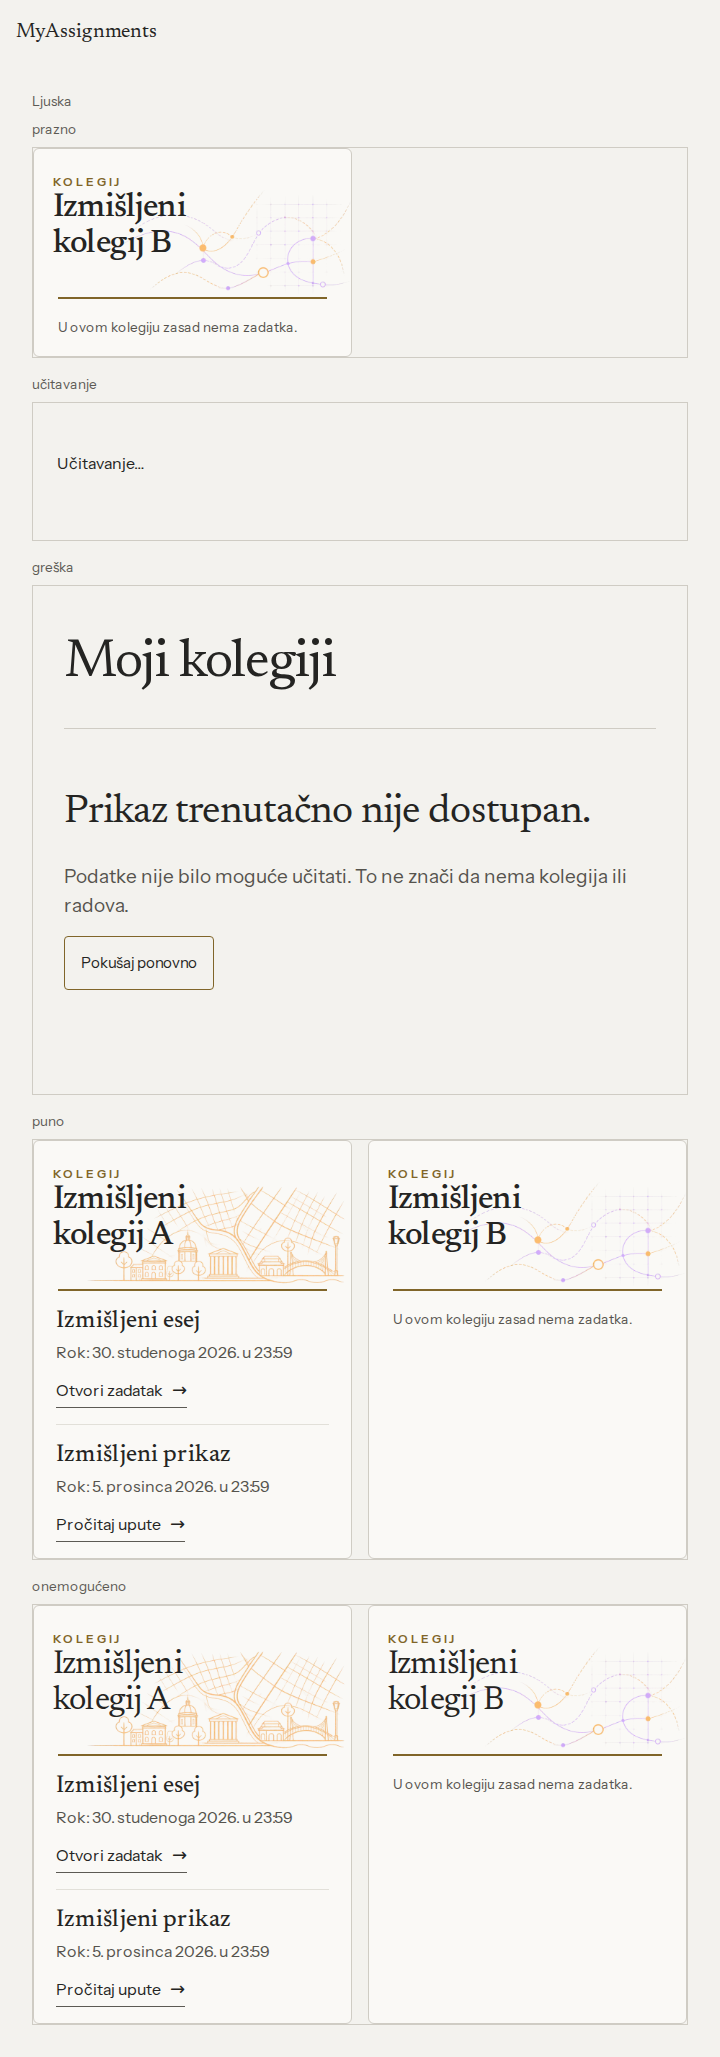 MyAssignments
Ljuska
prazno
KOLEGIJ
Izmišljeni
kolegij B
U ovom kolegiju zasad nema zadatka.
učitavanje
Učitavanje…
greška
Moji kolegiji
Prikaz trenutačno nije dostupan.
Podatke nije bilo moguće učitati. To ne znači da nema kolegija ili
radova.
Pokušaj ponovno
puno
KOLEGIJ
Izmišljeni
kolegij A
Izmišljeni esej
Rok: 30. studenoga 2026. u 23:59
Otvori zadatak →
Izmišljeni prikaz
Rok: 5. prosinca 2026. u 23:59
Pročitaj upute →
KOLEGIJ
Izmišljeni
kolegij B
U ovom kolegiju zasad nema zadatka.
onemogućeno
KOLEGIJ
Izmišljeni
kolegij A
Izmišljeni esej
Rok: 30. studenoga 2026. u 23:59
Otvori zadatak →
Izmišljeni prikaz
Rok: 5. prosinca 2026. u 23:59
Pročitaj upute →
KOLEGIJ
Izmišljeni
kolegij B
U ovom kolegiju zasad nema zadatka.